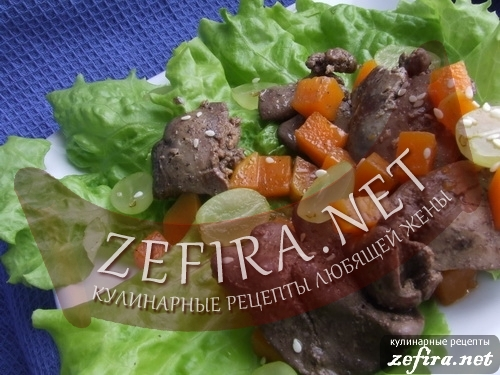 ZEFIRA.NET
КУЛИНАРНЫЕ РЕЦЕПТЫ ЛЮБЯЩЕЙ ЖЕНЫ
кулинарные рецепты
zefira.net